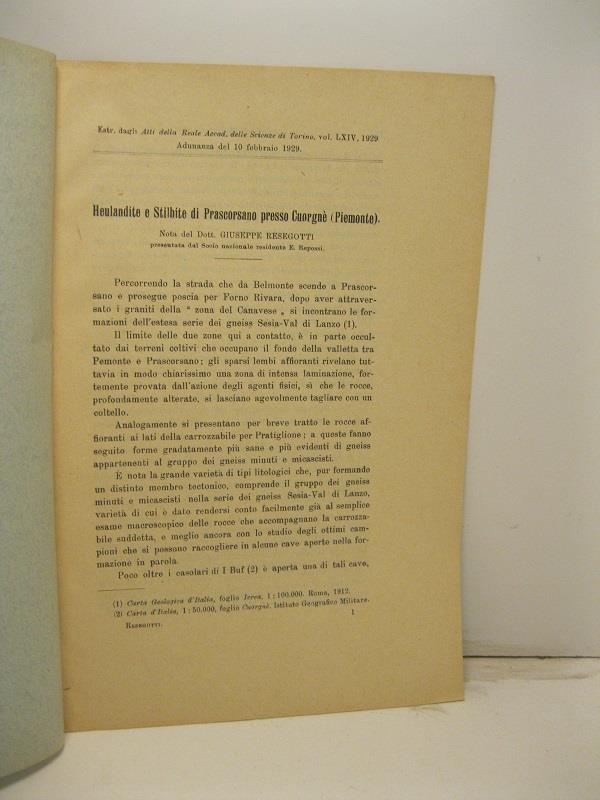 Estr. dagli Atti della Reale Accad. delle Scienze di Torino, vol. LXIV, 1929
Adunanza del 10 febbraio 1929.
Heulandite e Stilbite di Prascorsano presso Cuorgnè (Piemonte).
Nota del Dott. GIUSEPPE RESEGOTTI
presentata dal Socio nazionale residente E. Repossi.
Percorrendo la strada che da Belmonte scende a Prascor-
sano e prosegue poscia per Forno Rivara, dopo aver attraver-
sato i graniti della “ zona del Canavese „ si incontrano le for-
mazioni dell'estesa serie dei gneiss Sesia-Val di Lanzo (1).
Il limite delle due zone qui a contatto, è in parte occul-
tato dai terreni coltivi che occupano il fondo della valletta tra
Pemonte e Prascorsano; gli sparsi lembi affioranti rivelano tut-
tavia in modo chiarissimo una zona di intensa laminazione, for-
temente provata dall'azione degli agenti fisici, sì che le rocce,
profondamente alterate, si lasciano agevolmente tagliare con un
coltello.
Analogamente si presentano per breve tratto le rocce af-
fioranti ai lati della carrozzabile per Pratiglione; a queste fanno
seguito forme gradatamente più sane e più evidenti di gneiss
appartenenti al gruppo dei gneiss minuti e micascisti.
È nota la grande varietà di tipi litologici che, pur formando
un distinto membro tectonico, comprende il gruppo dei gneiss
minuti e micascisti nella serie dei gneiss Sesia-Val di Lanzo,
varietà di cui è dato rendersi conto facilmente già al semplice
esame macroscopico delle rocce che accompagnano la carrozza-
bile suddetta, e meglio ancora con lo studio degli ottimi cam-
pioni che si possono raccogliere in alcune cave aperte nella for-
mazione in parola.
Poco oltre i casolari di I Buf (2) è aperta una di tali cave,
(1) Carta Geologica d'Italia, foglio Ivrea. 1 : 100.000. Roma, 1912.
(2) Carta d'Italia, 1 : 50.000, foglio Cuorgnè. Istituto Geografico Militare.
RESEGOTTI. 1